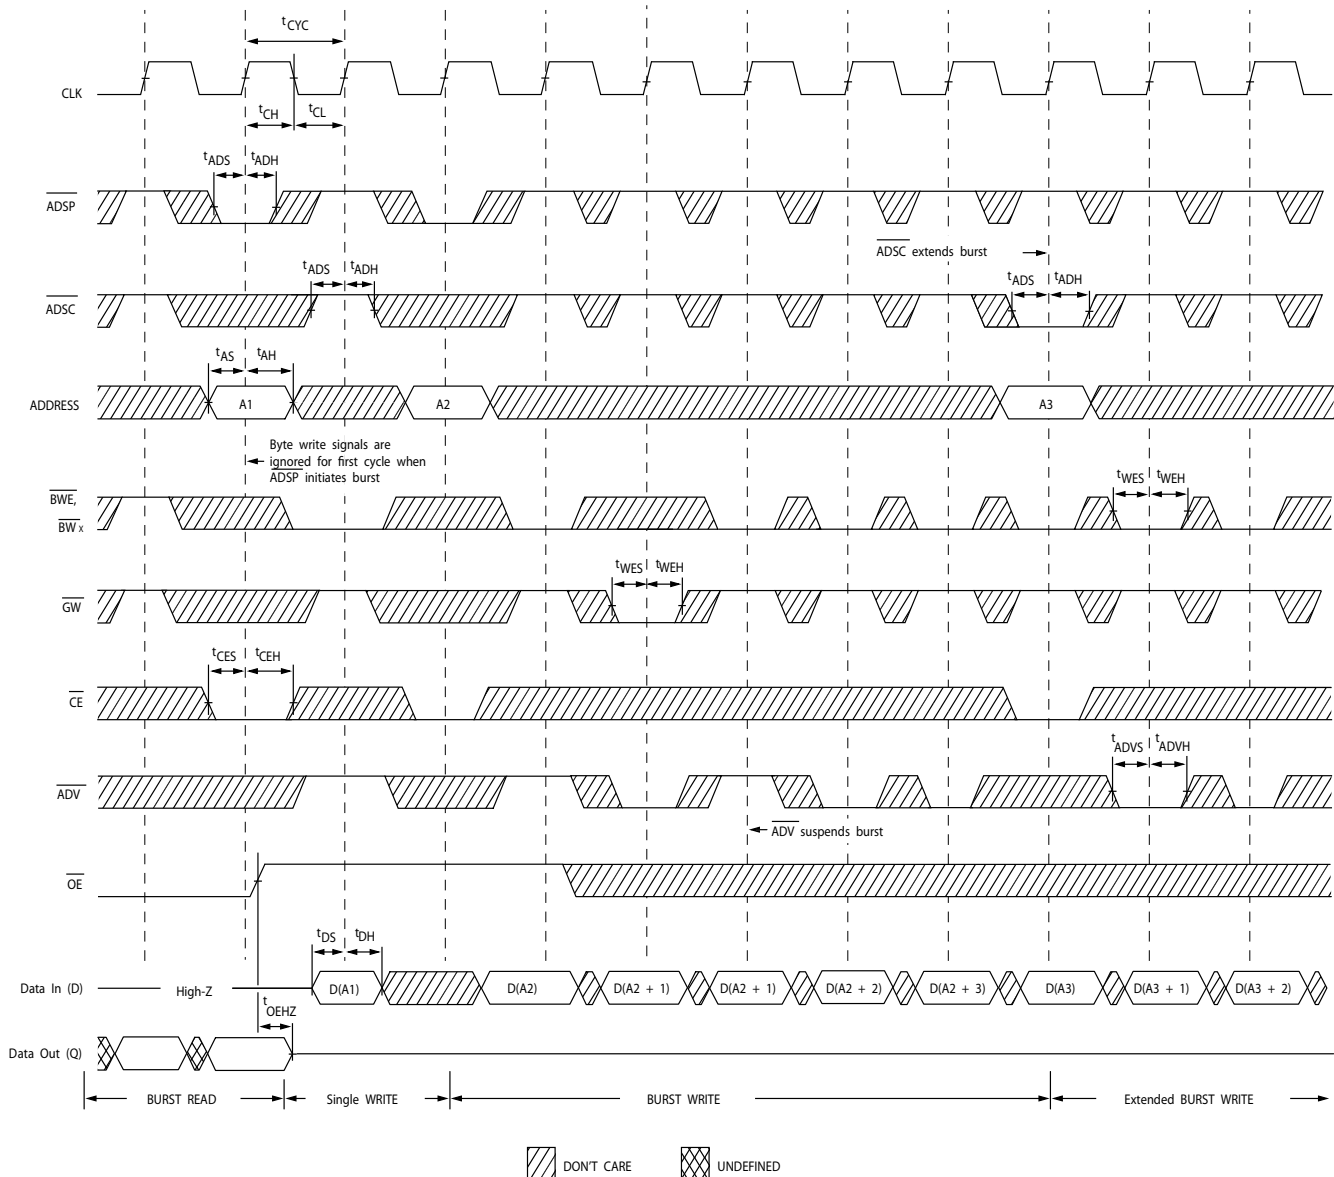 tCYC
CLK
tCH tCL
tADS tADH
ADSP
ADSC extends burst
tADS tADH
tADS tADH
ADSC
tAS tAH
ADDRESS A1 A2 A3
Byte write signals are
ignored for first cycle when
ADSP initiates burst
BWE,
BWx
tWES tWEH
tWES tWEH
GW
tCES tCEH
CE
tADVS tADVH
ADV
ADV suspends burst
OE
tDS tDH
Data In (D) High-Z D(A1) D(A2) D(A2 + 1) D(A2 + 1) D(A2 + 2) D(A2 + 3) D(A3) D(A3 + 1) D(A3 + 2)
tOEHZ
Data Out (Q)
BURST READ Single WRITE BURST WRITE Extended BURST WRITE
DON'T CARE UNDEFINED